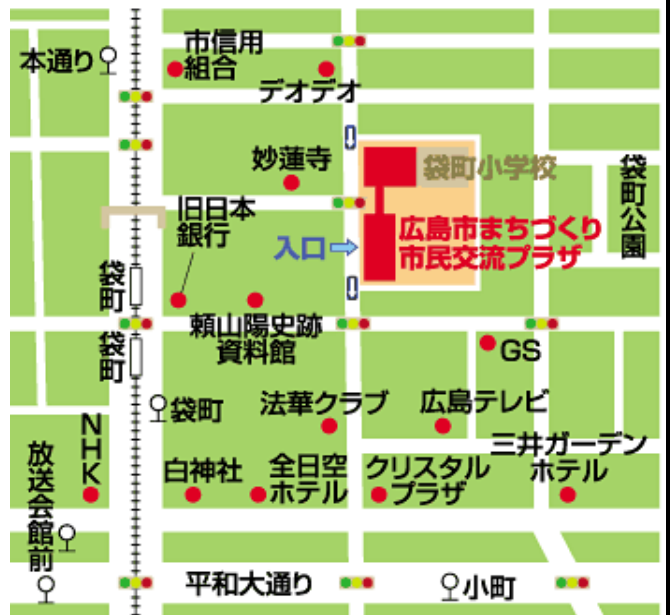 本通り
市信用
組合
デオデオ
妙蓮寺
袋町小学校
袋町公園
旧日本
銀行
入口
広島市まちづくり
市民交流プラザ
袋町
頼山陽史跡
資料館
袋町
GS
袋町
法華クラブ
広島テレビ
NHK
放送会館前
白神社
全日空
ホテル
クリスタル
プラザ
三井ガーデン
ホテル
平和大通り
小町